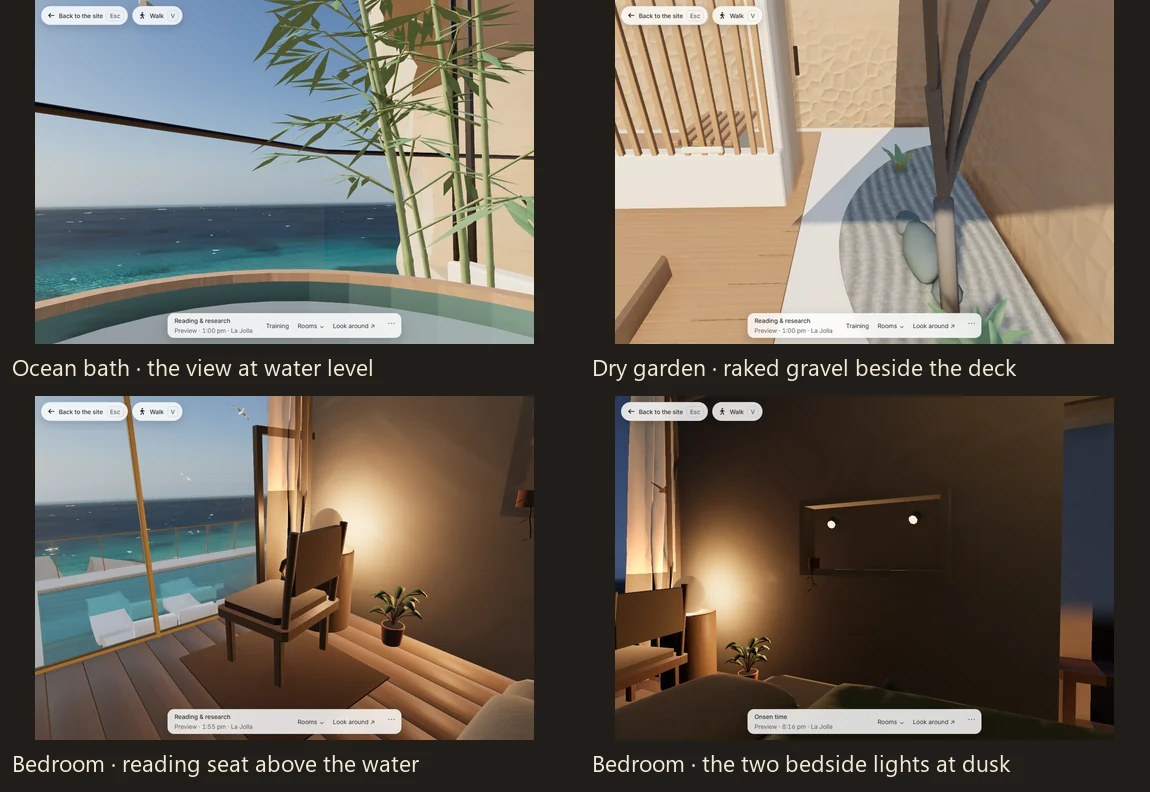 ← Back to the site Esc Walk V
← Back to the site Esc Walk V
Reading & research
Preview · 1:00 pm · La Jolla
Training Rooms Look around ↗ ···
Reading & research
Preview · 1:00 pm · La Jolla
Training Rooms Look around ↗ ···
Ocean bath · the view at water level
Dry garden · raked gravel beside the deck
← Back to the site Esc Walk V
← Back to the site Esc Walk V
Reading & research
Preview · 1:55 pm · La Jolla
Rooms Look around ↗ ···
Onsen time
Preview · 8:16 pm · La Jolla
Rooms Look around ↗ ···
Bedroom · reading seat above the water
Bedroom · the two bedside lights at dusk